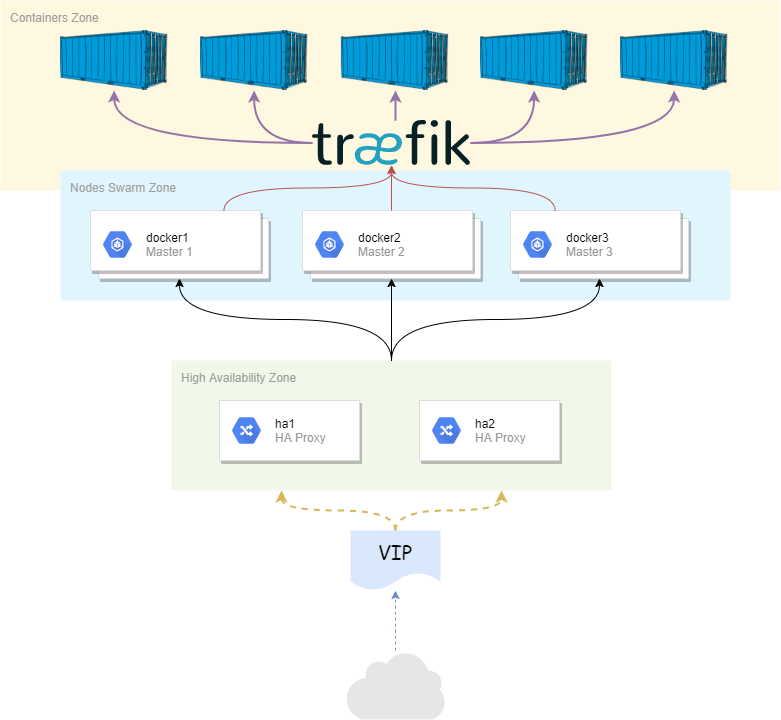 Containers Zone
træfik
Nodes Swarm Zone
docker1
Master 1
docker2
Master 2
docker3
Master 3
High Availability Zone
ha1
HA Proxy
ha2
HA Proxy
VIP